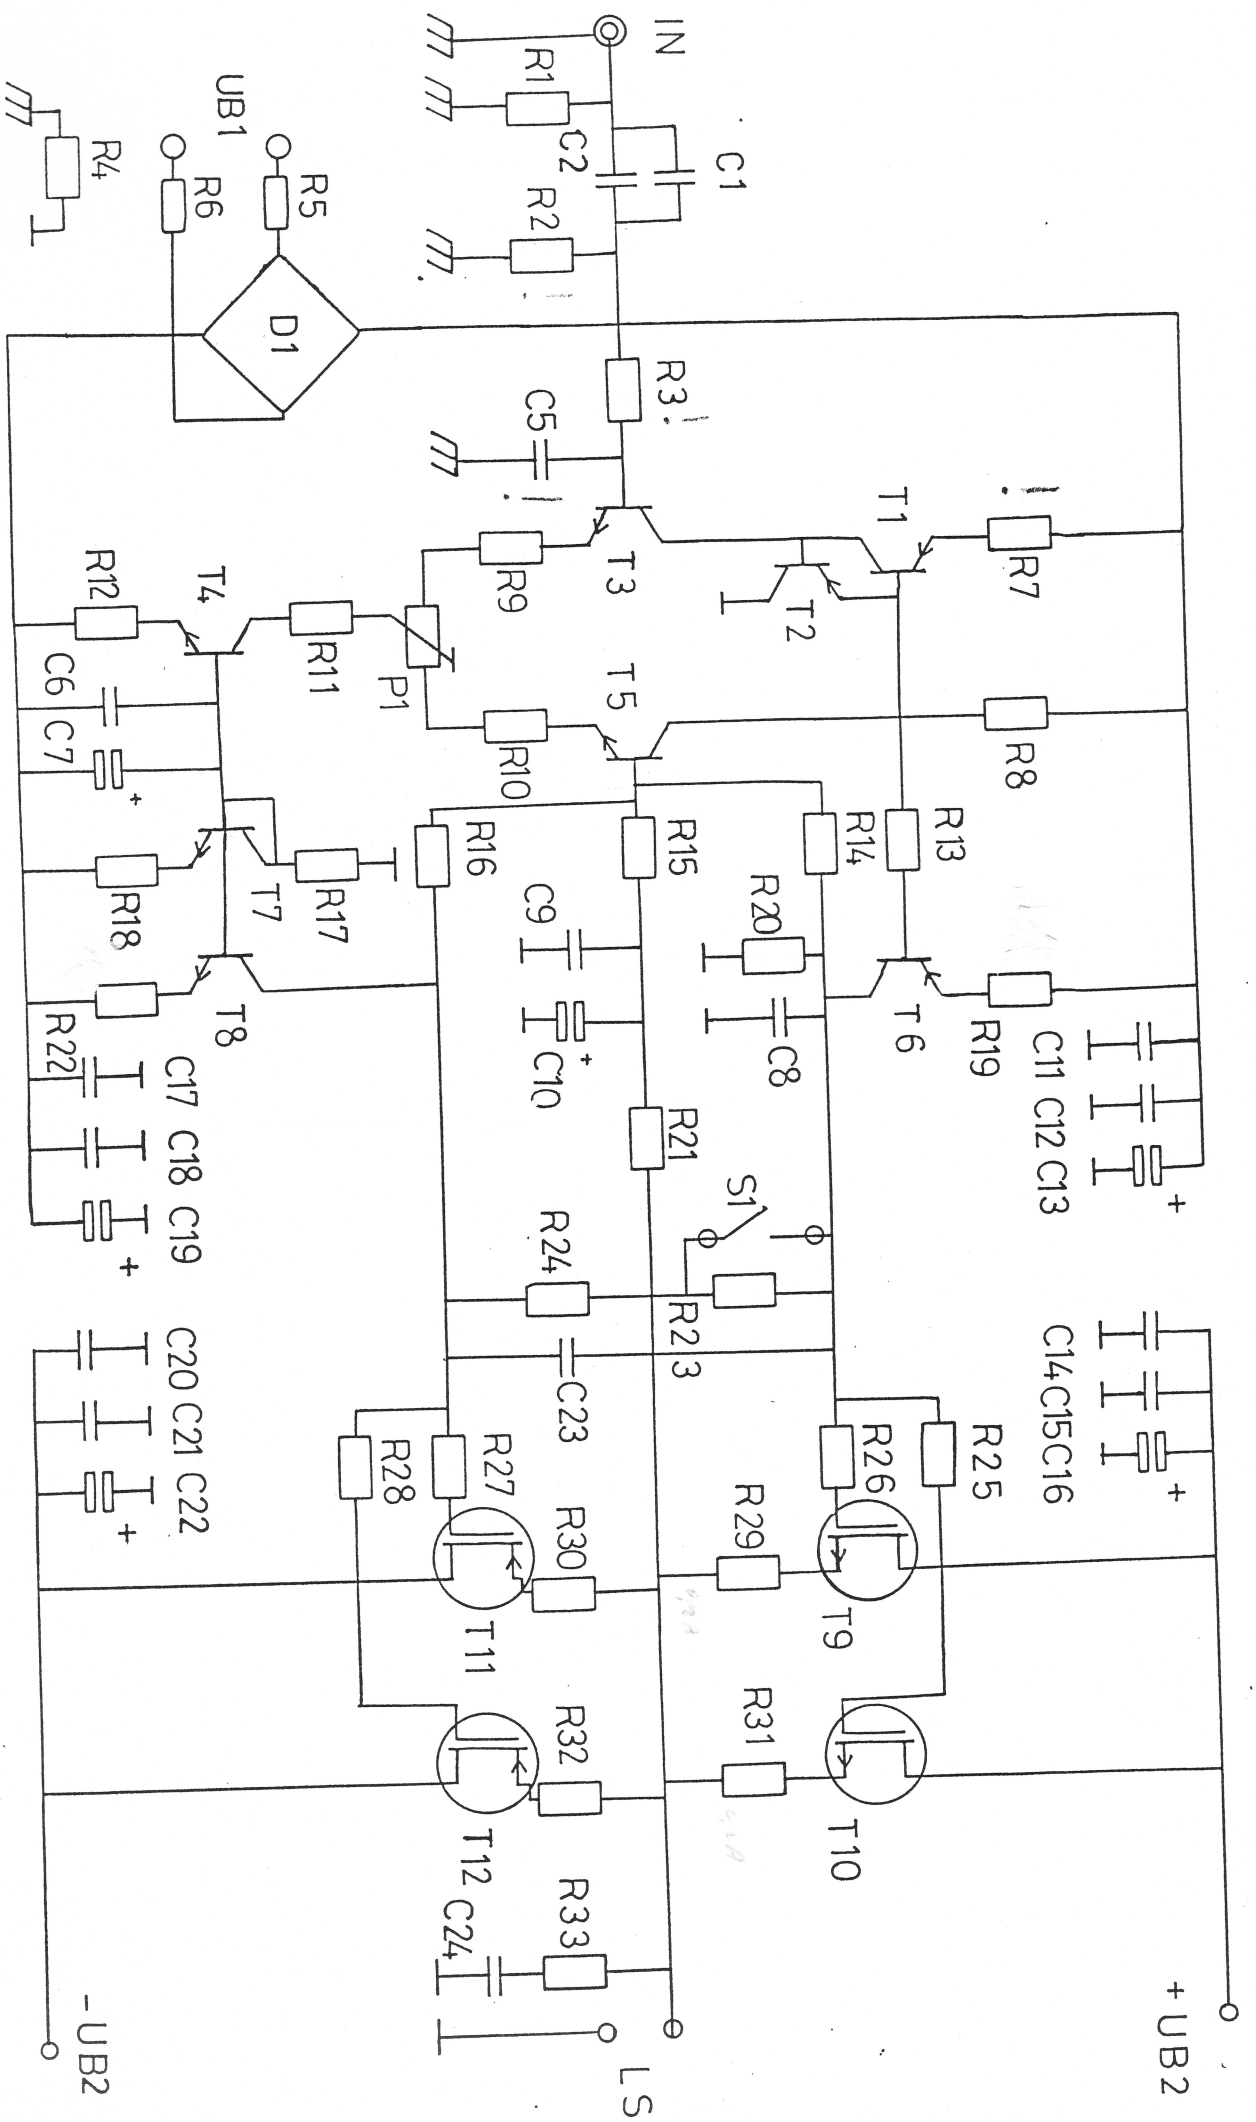 IN
R1
C2
C1
R2
UB1
R5
R6
R4
D1
R3
!
C5
!
T1
!
R7
T2
T3
R9
T4
R12
R11
P1
C6
C7
+
T5
R10
R8
R13
R14
R15
R16
R17
T7
R18
T8
R22
R20
C8
C9
C10
+
T6
R19
C11
C12
C13
+
R21
S1
R24
R23
C17
C18
C19
+
C23
C14
C15
C16
+
C20
C21
C22
+
R25
R26
R27
R28
R29
R30
T9
T11
R31
R32
T10
T12
R33
C24
+UB2
LS
-UB2